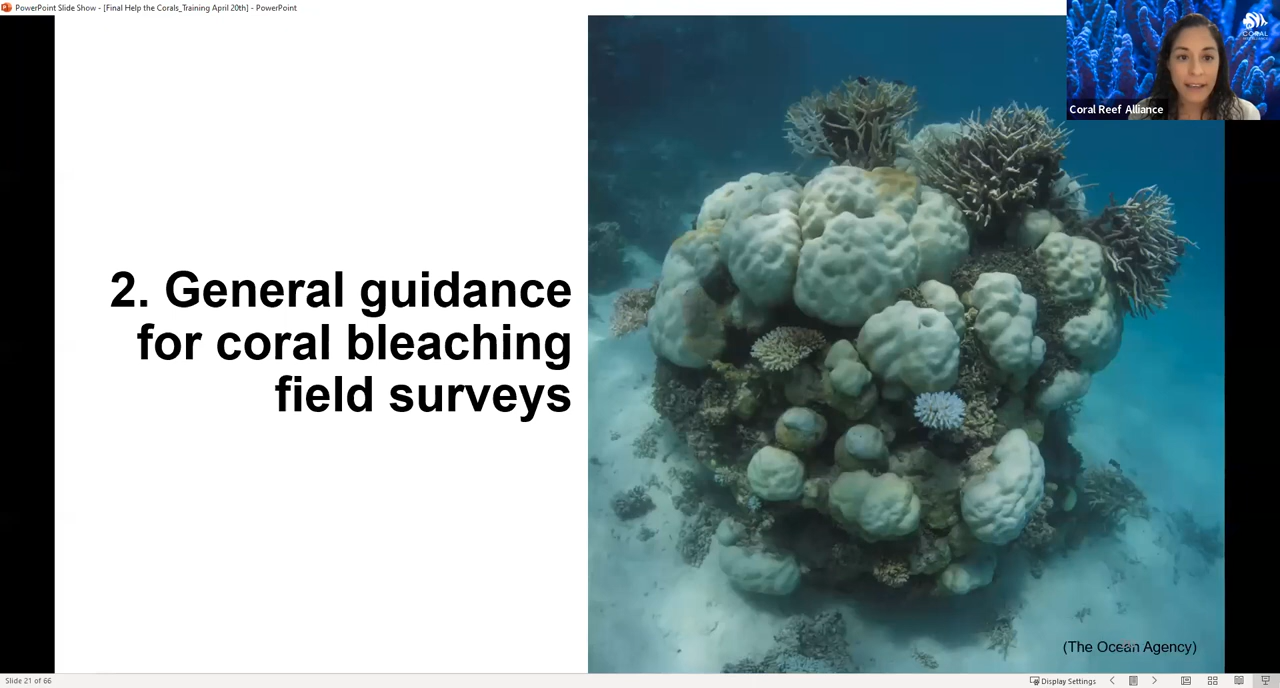 PowerPoint Slide Show - [Final Help the Corals_Training April 20th] - PowerPoint
CORAL
Coral Reef Alliance
2. General guidance
for coral bleaching
field surveys
(The Ocean Agency)
Slide 21 of 66
Display Settings